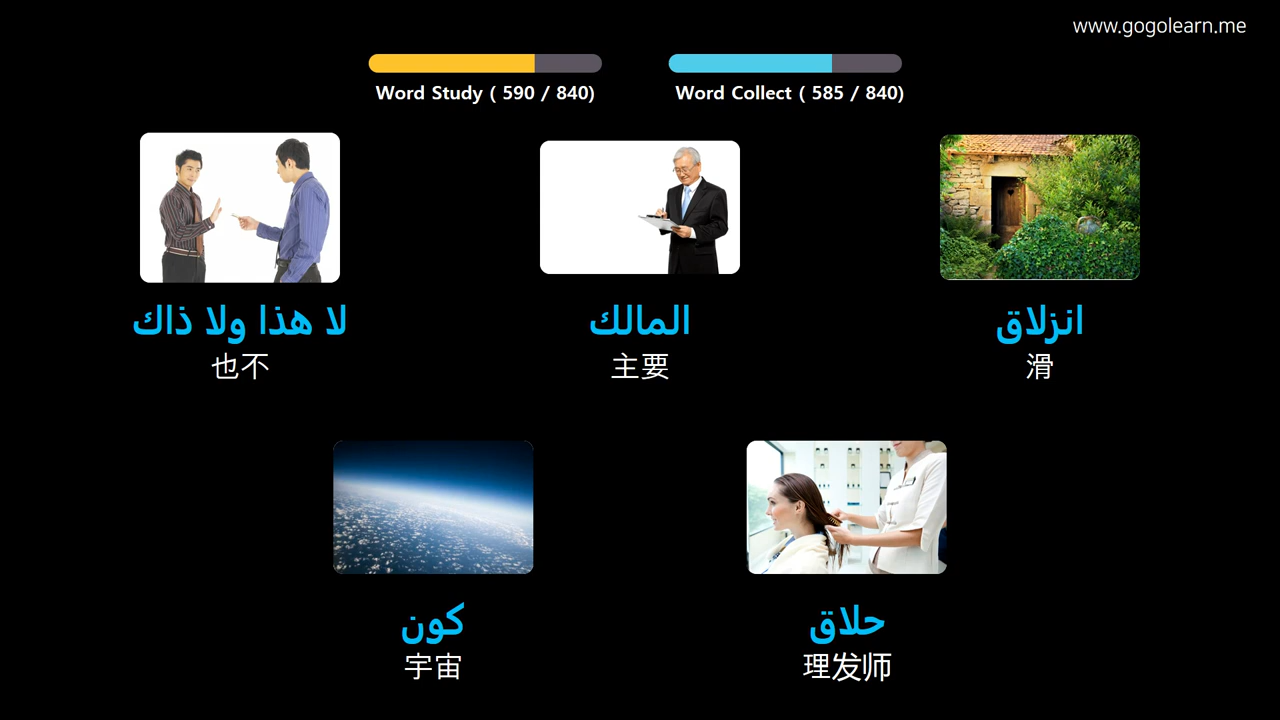 www.gogolearn.me
Word Study ( 590 / 840)
Word Collect ( 585 / 840)
لا هذا ولا ذاك
也不
المالك
主要
انزلاق
滑
كون
宇宙
حلاق
理发师